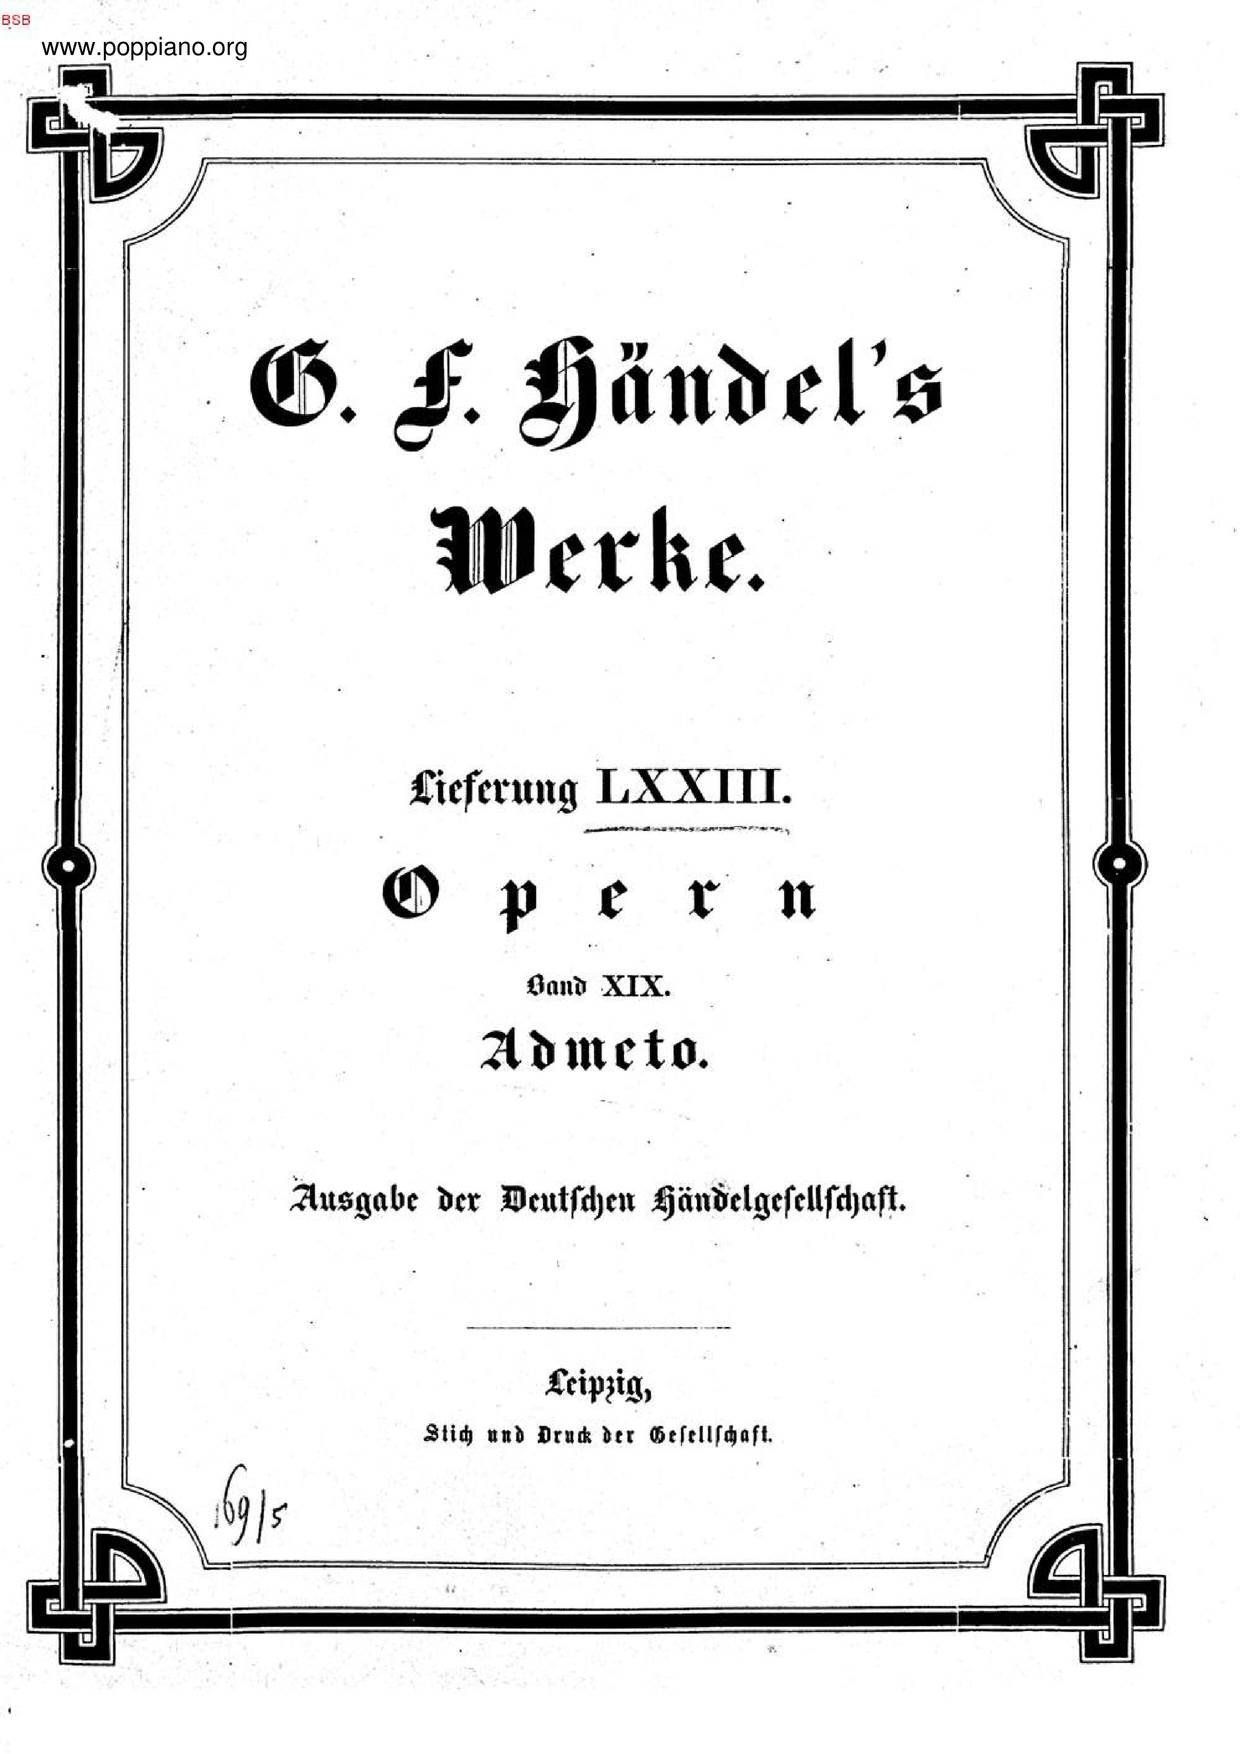 BSB
www.poppiano.org
G. F. Händel's
Werke.
Lieferung LXXIII.
Opern
Band XIX.
Admeto.
Ausgabe der Deutschen Händelgesellschaft.
Leipzig,
Stich und Druck der Gesellschaft.
169/5